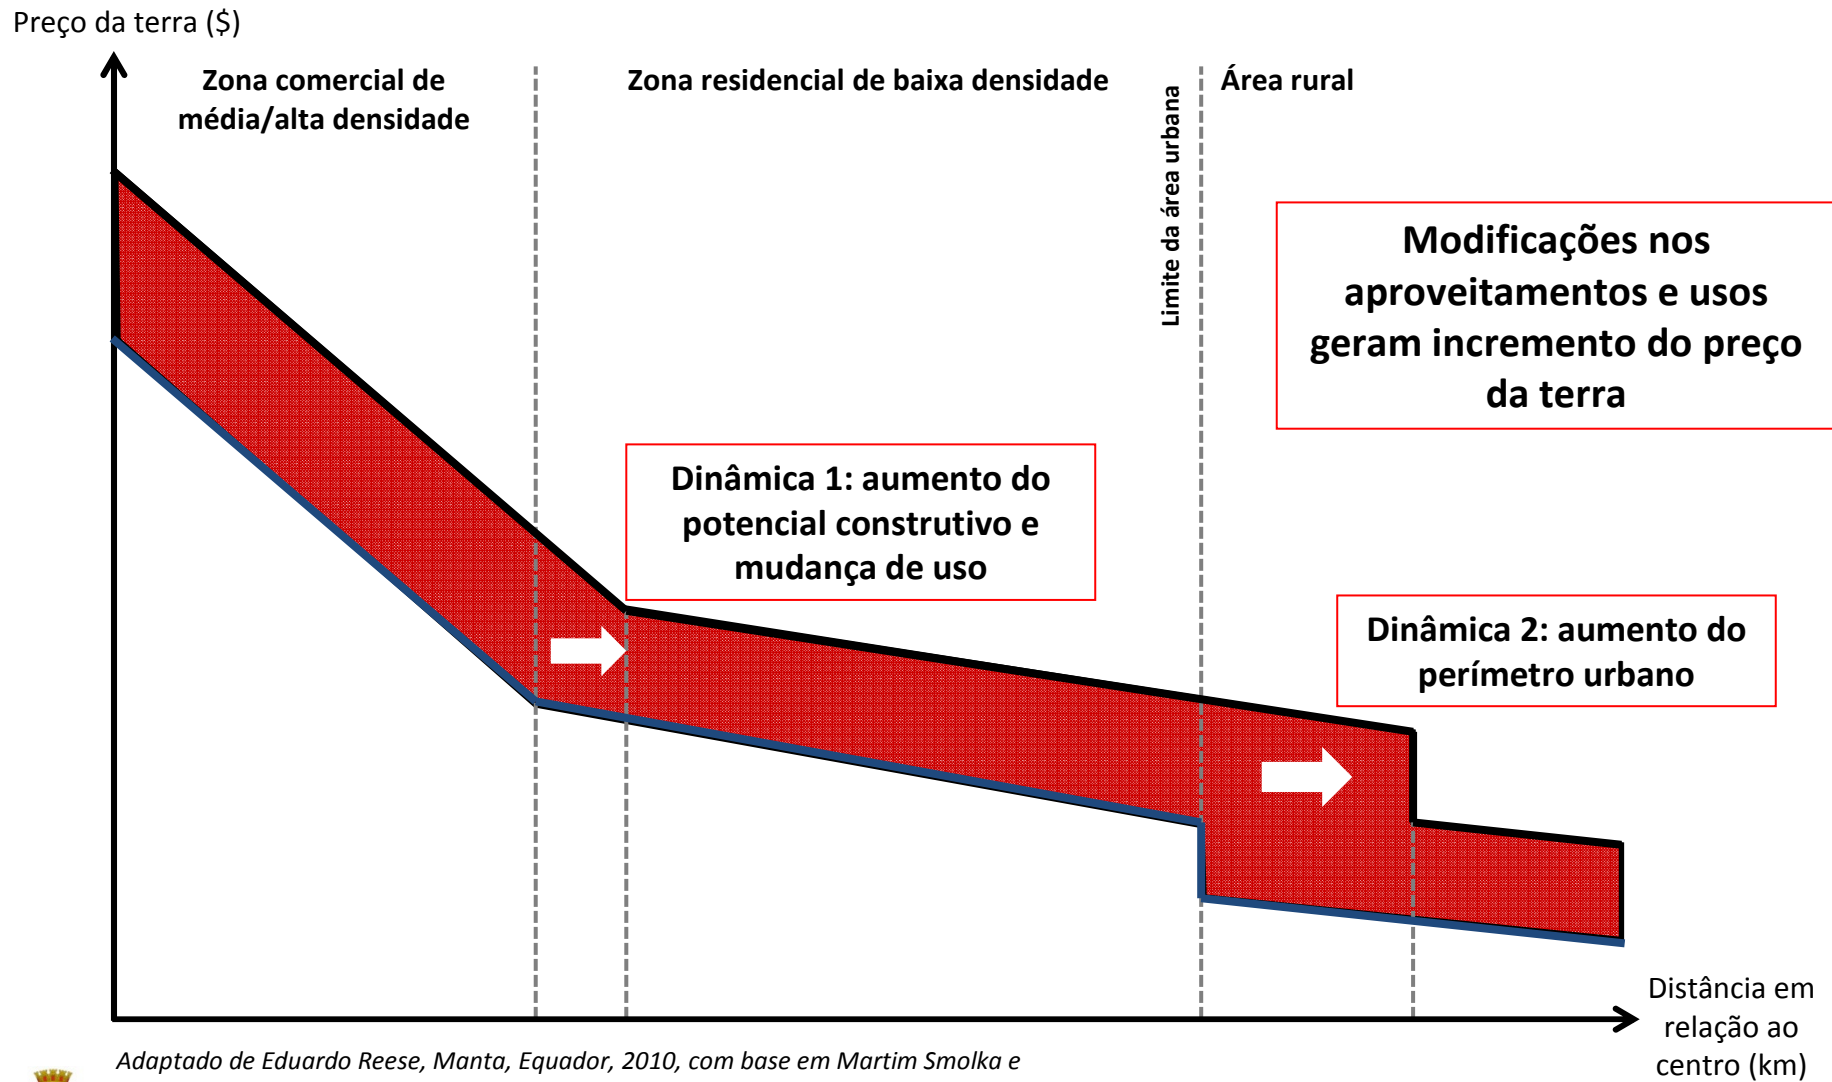 Preço da terra ($)
Zona comercial de
média/alta densidade
Zona residencial de baixa densidade
Limite da área urbana
Área rural
Modificações nos
aproveitamentos e usos
geram incremento do preço
da terra
Dinâmica 1: aumento do
potencial construtivo e
mudança de uso
Dinâmica 2: aumento do
perímetro urbano
Distância em
relação ao
centro (km)
Adaptado de Eduardo Reese, Manta, Equador, 2010, com base em Martim Smolka e